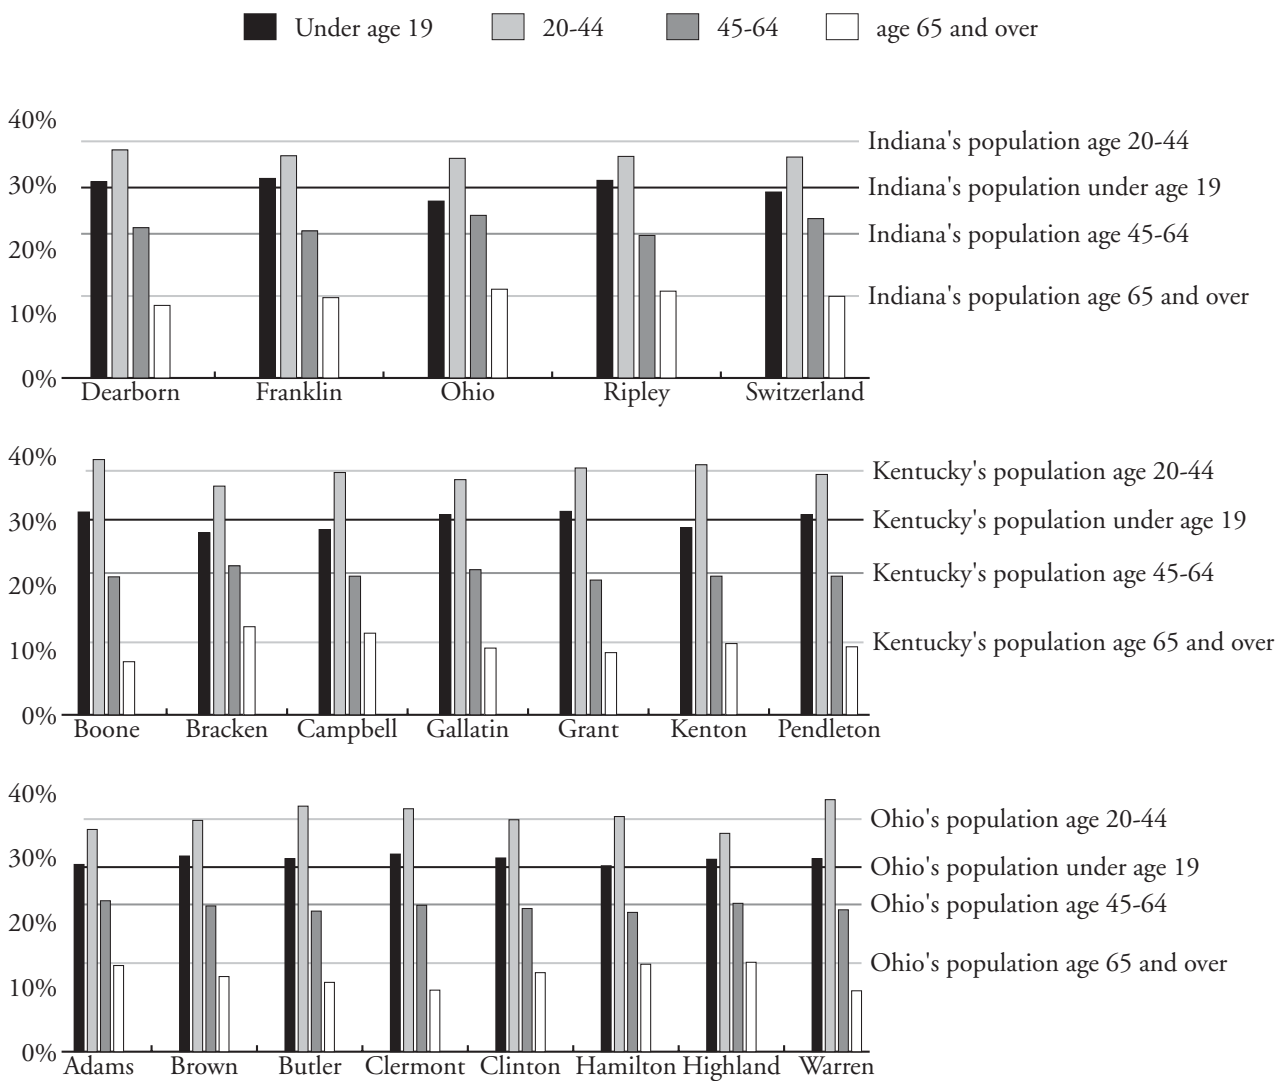 Under age 19 20-44 45-64 age 65 and over
40%
Indiana's population age 20-44
30%
Indiana's population under age 19
Indiana's population age 45-64
20%
Indiana's population age 65 and over
10%
0%
Dearborn Franklin Ohio Ripley Switzerland
40%
Kentucky's population age 20-44
30%
Kentucky's population under age 19
Kentucky's population age 45-64
20%
Kentucky's population age 65 and over
10%
0%
Boone Bracken Campbell Gallatin Grant Kenton Pendleton
40%
Ohio's population age 20-44
30%
Ohio's population under age 19
Ohio's population age 45-64
20%
Ohio's population age 65 and over
10%
0%
Adams Brown Butler Clermont Clinton Hamilton Highland Warren